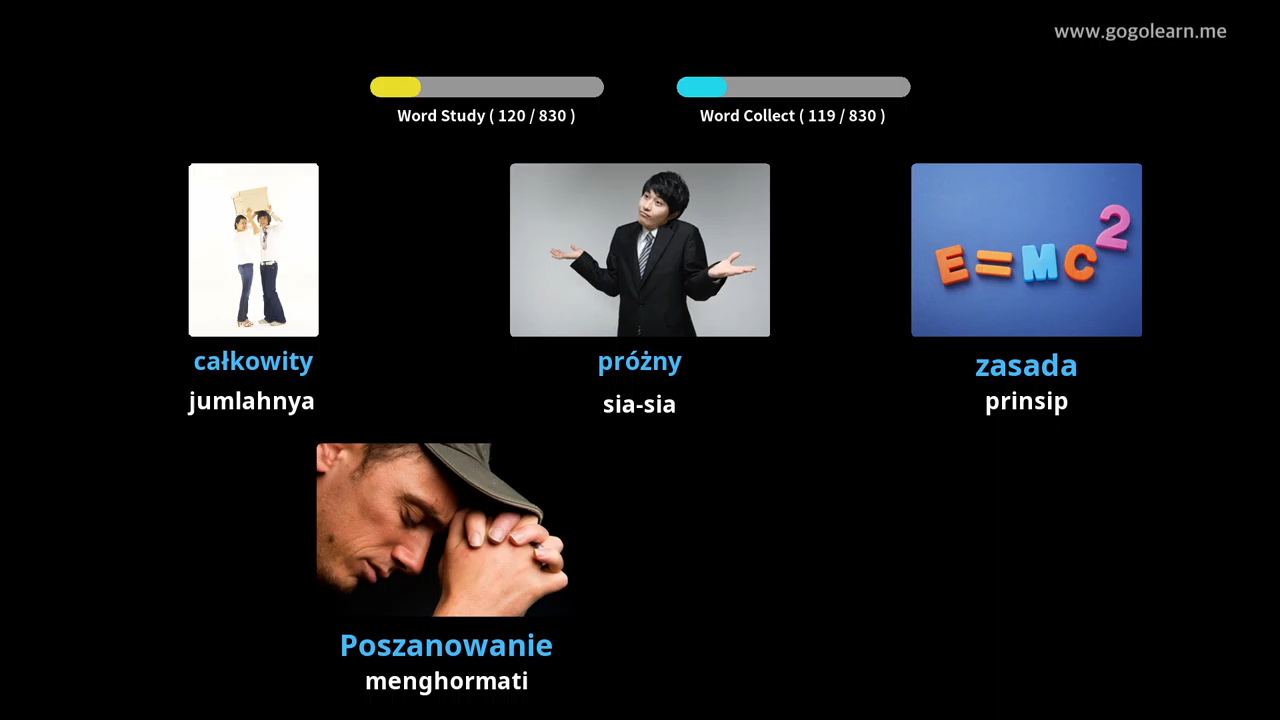 www.gogolearn.me
Word Study ( 120 / 830 )
Word Collect ( 119 / 830 )
E=MC2
całkowity
próżny
zasada
jumlahnya
sia-sia
prinsip
Poszanowanie
menghormati